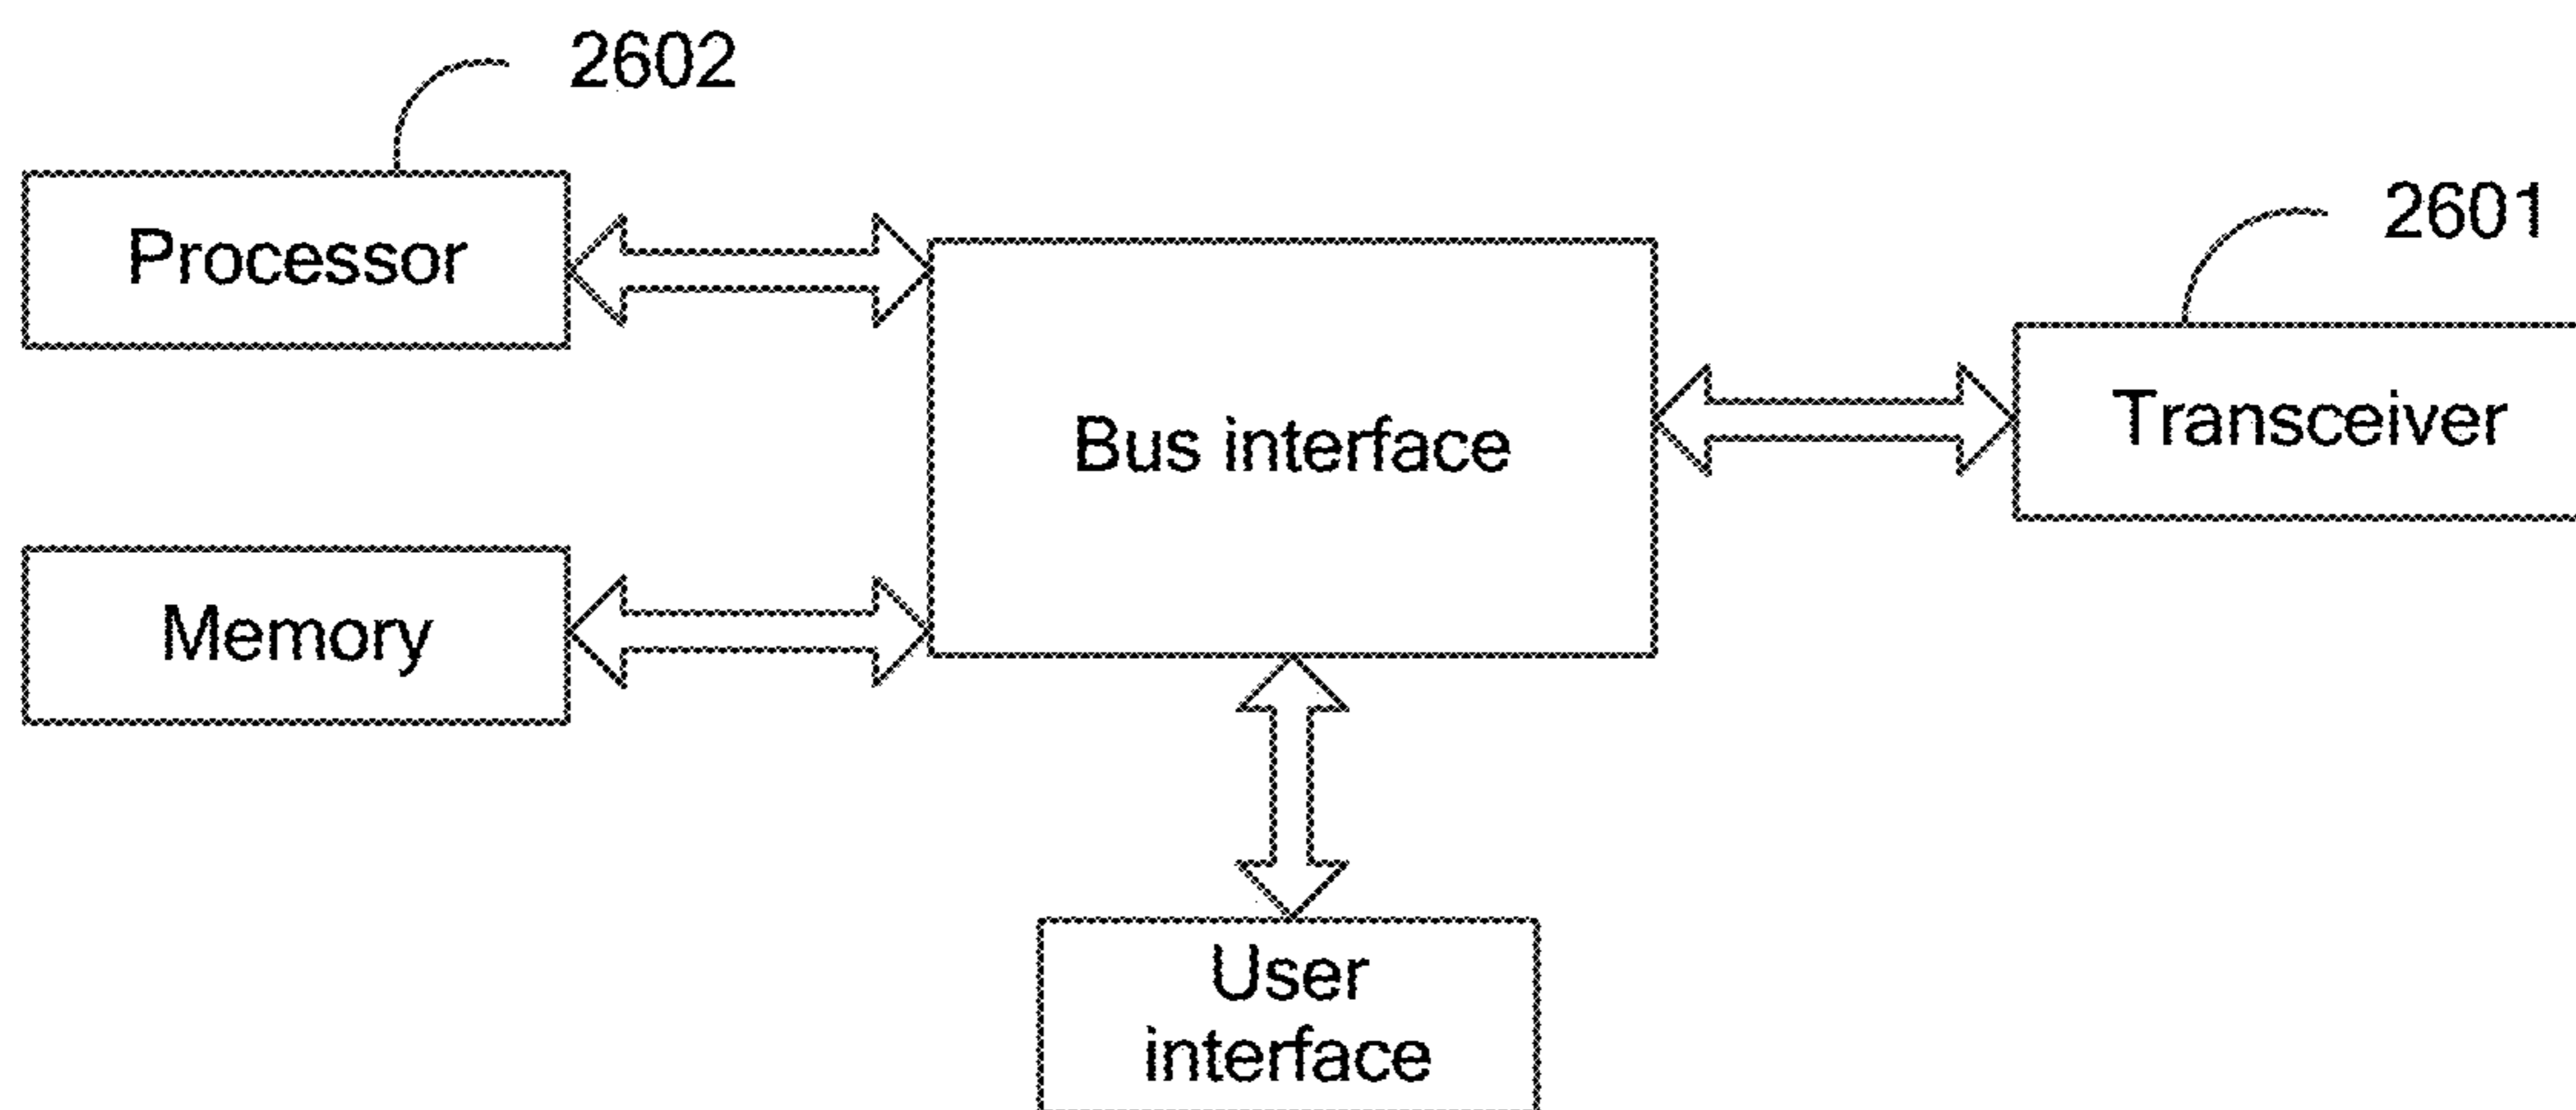 2602
Processor
2601
Bus interface
Transceiver
Memory
User
interface